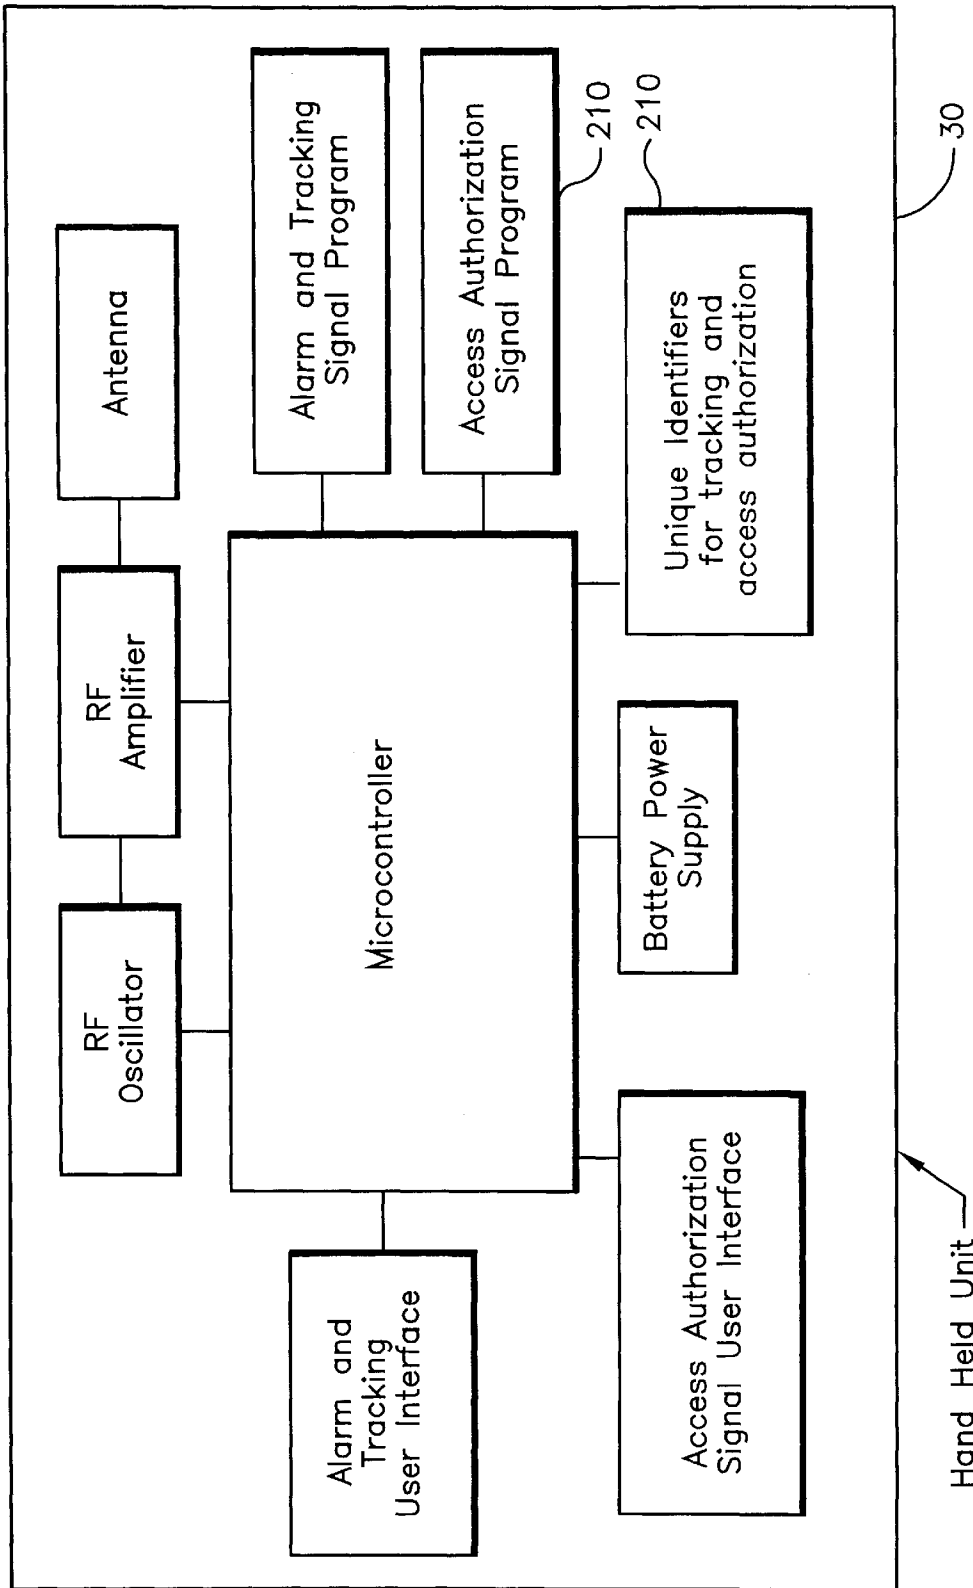 RF
Oscillator
RF
Amplifier
Antenna
Alarm and
Tracking
User Interface
Microcontroller
Alarm and Tracking
Signal Program
Access Authorization
Signal Program
210
Access Authorization
Signal User Interface
Battery Power
Supply
Unique Identifiers
for tracking and
access authorization
210
Hand Held Unit
30